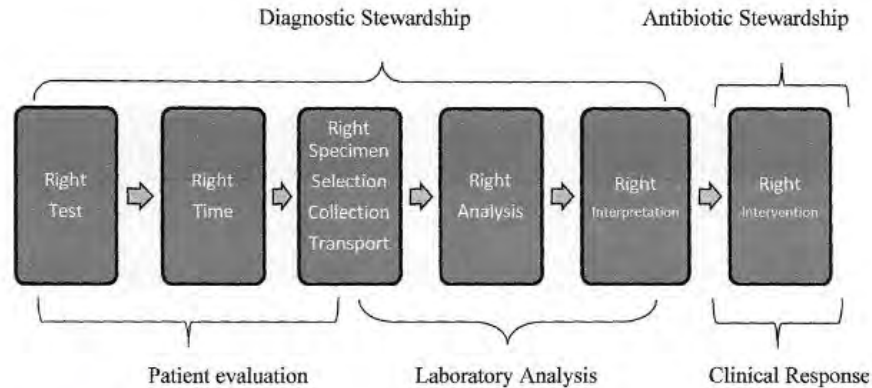 Diagnostic Stewardship
Antibiotic Stewardship
Right
Test
Right
Time
Right
Specimen
Selection
Collection
Transport
Right
Analysis
Right
Interpretation
Right
Intervention
Patient evaluation
Laboratory Analysis
Clinical Response